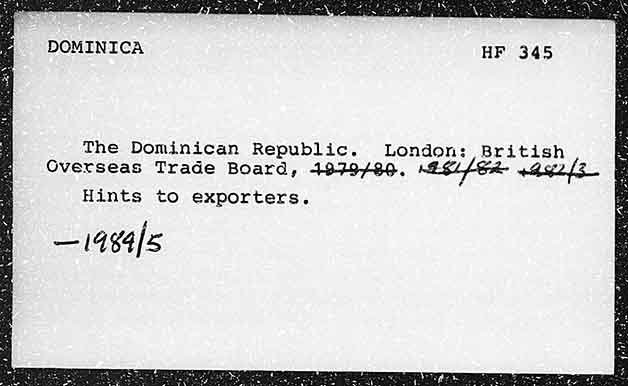 DOMINICA
HF 345
The Dominican Republic. London: British
Overseas Trade Board, 1979/80. 1981/82 1982/3
Hints to exporters.
—1984/5